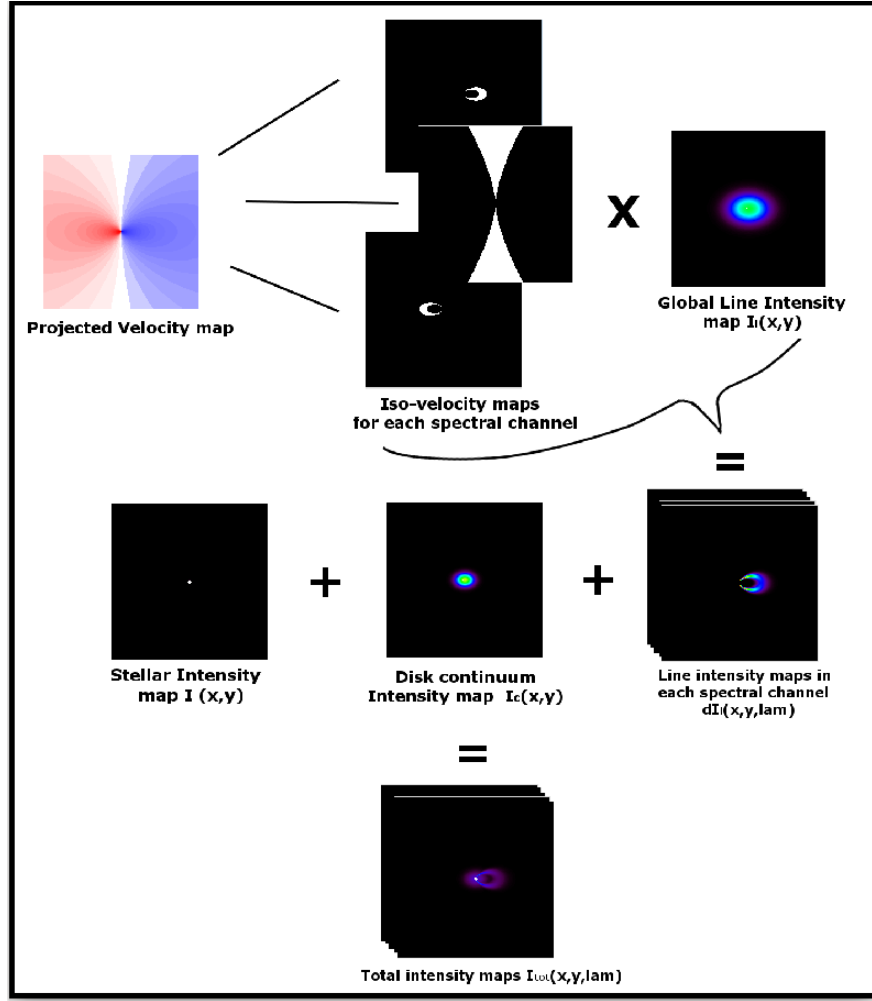 Projected Velocity map
X
Global Line Intensity
map Iₗ(x,y)
Iso-velocity maps
for each spectral channel
=
+
+
Stellar Intensity
map I (x,y)
Disk continuum
Intensity map I꜀(x,y)
Line intensity maps in
each spectral channel
dIₗ(x,y,lam)
=
Total intensity maps Iₜₒₜ(x,y,lam)